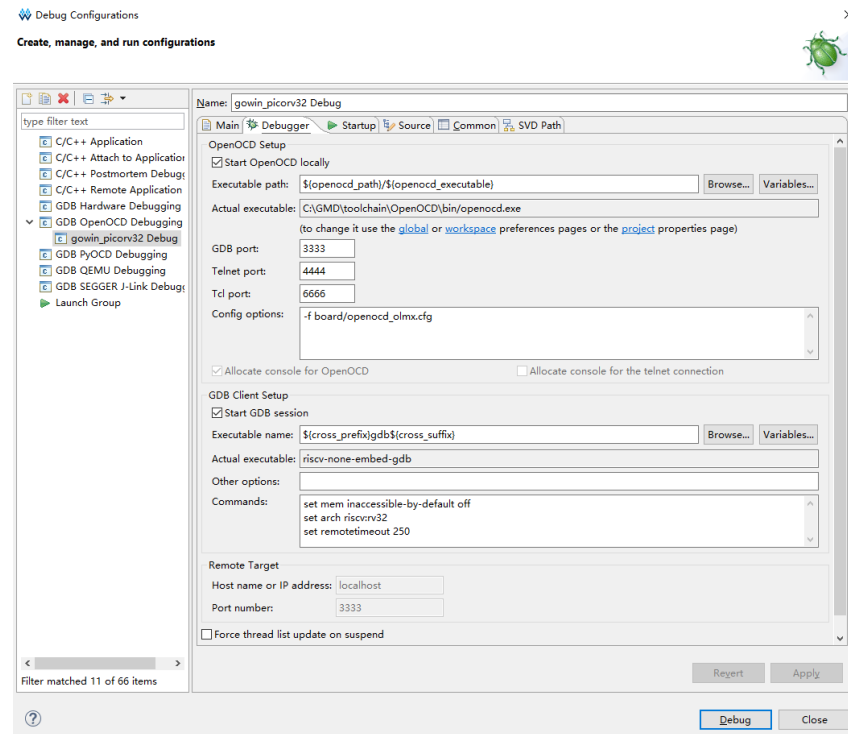 Debug Configurations
Create, manage, and run configurations
Name: gowin_picorv32 Debug
type filter text
C/C++ Application
C/C++ Attach to Application
C/C++ Postmortem Debugg
C/C++ Remote Application
GDB Hardware Debugging
GDB OpenOCD Debugging
gowin_picorv32 Debug
GDB PyOCD Debugging
GDB QEMU Debugging
GDB SEGGER J-Link Debugg
Launch Group
Filter matched 11 of 66 items
Main Debugger Startup Source Common SVD Path
OpenOCD Setup
Start OpenOCD locally
Executable path: ${openocd_path}/${openocd_executable} Browse... Variables...
Actual executable: C:\GMD\toolchain\OpenOCD\bin/openocd.exe
(to change it use the global or workspace preferences pages or the project properties page)
GDB port: 3333
Telnet port: 4444
Tcl port: 6666
Config options: -f board/openocd_olmx.cfg
Allocate console for OpenOCD Allocate console for the telnet connection
GDB Client Setup
Start GDB session
Executable name: ${cross_prefix}gdb${cross_suffix} Browse... Variables...
Actual executable: riscv-none-embed-gdb
Other options:
Commands: set mem inaccessible-by-default off
set arch riscv:rv32
set remotetimeout 250
Remote Target
Host name or IP address: localhost
Port number: 3333
Force thread list update on suspend
Revert Apply
Debug Close